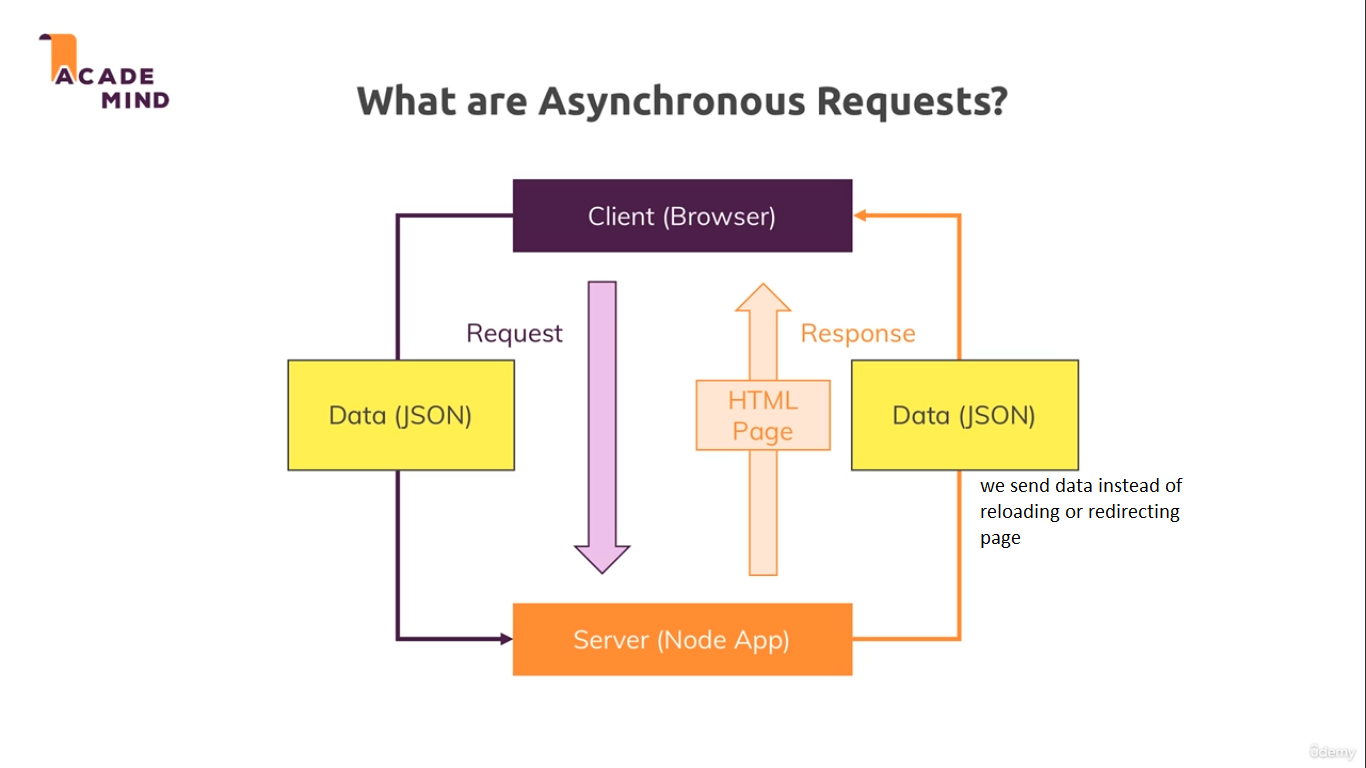 ACADE
MIND
What are Asynchronous Requests?
Client (Browser)
Request
Response
Data (JSON)
HTML
Page
Data (JSON)
we send data instead of
reloading or redirecting
page
Server (Node App)
ûdemy